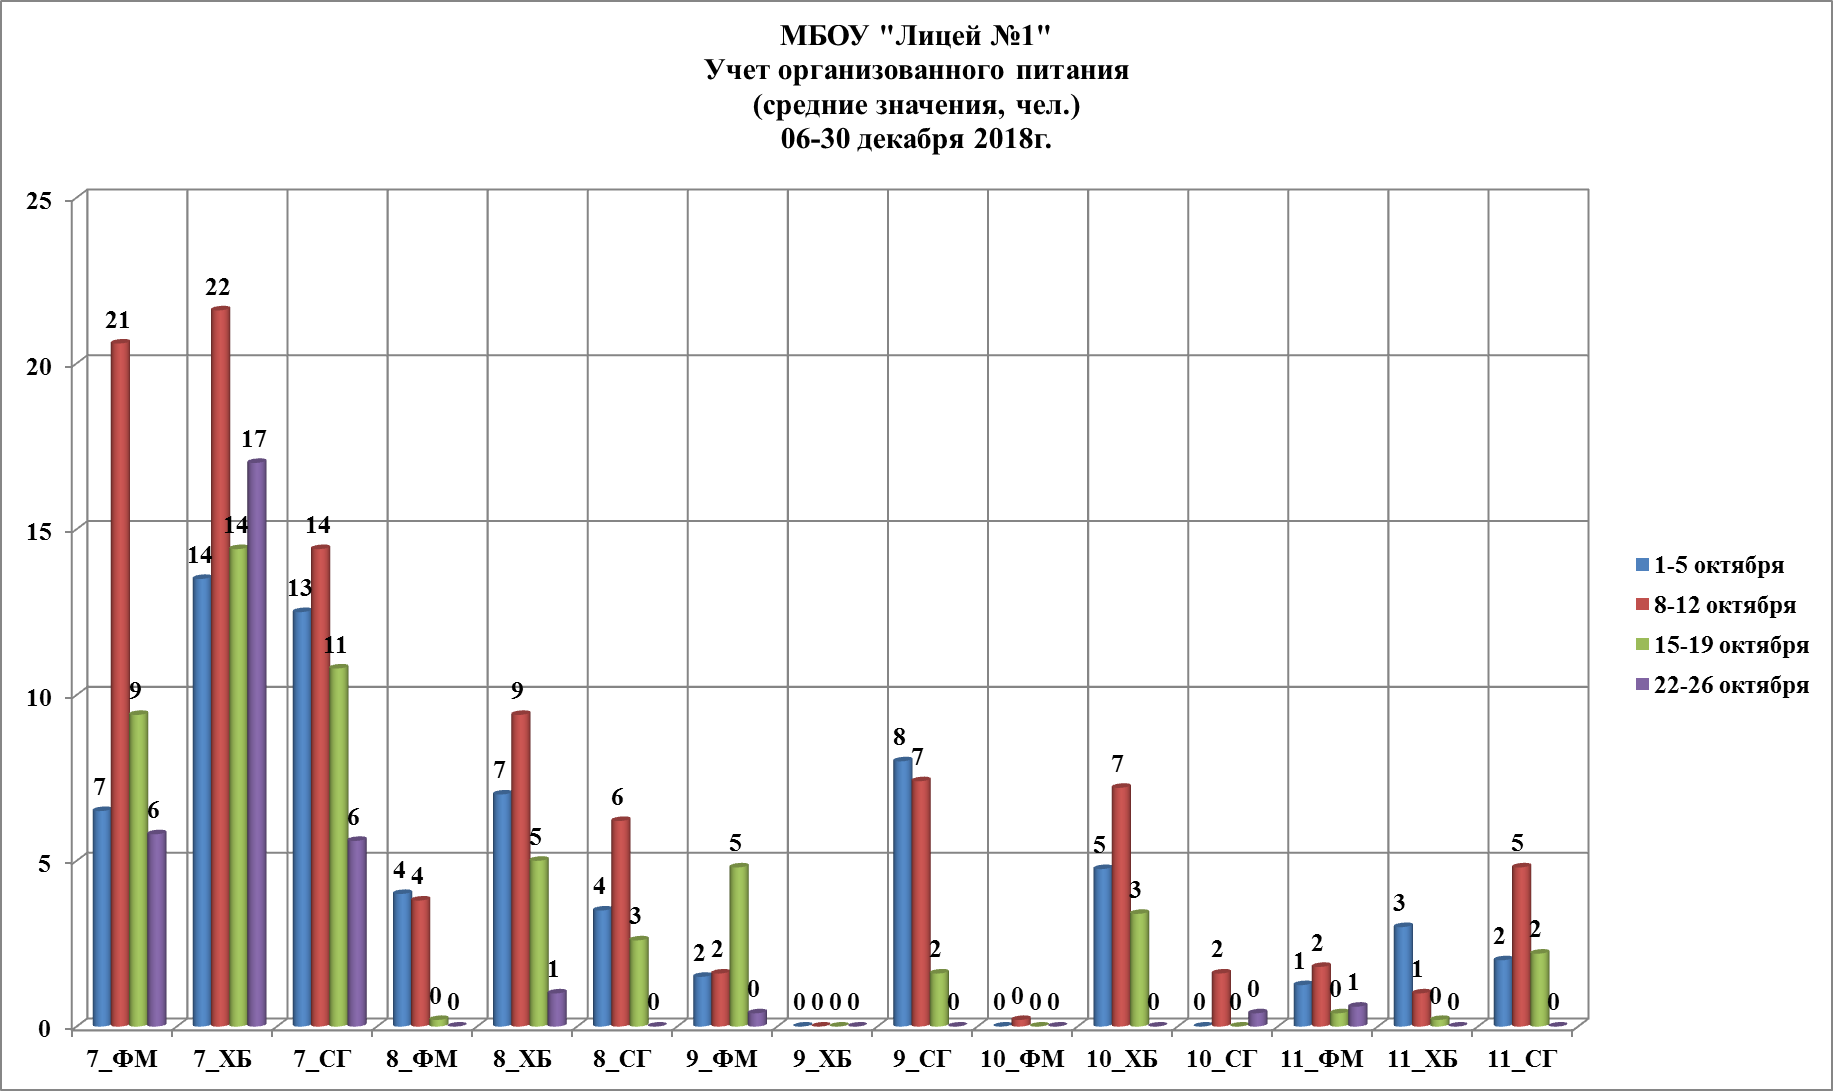 МБОУ "Лицей №1"
Учет организованного питания
(средние значения, чел.)
06-30 декабря 2018г.
25
20
15
10
5
0
7 21 9 6
14 22 14 17
13 14 11 6
4 4 0 0
7 9 5 1
4 6 3 0
2 2 5 0
0 0 0 0
8 7 2 0
0 0 0 0
5 7 3 0
0 2 0 0
1 2 0 1
3 1 0 0
2 5 2 0
7_ФМ 7_ХБ 7_СГ 8_ФМ 8_ХБ 8_СГ 9_ФМ 9_ХБ 9_СГ 10_ФМ 10_ХБ 10_СГ 11_ФМ 11_ХБ 11_СГ
1-5 октября
8-12 октября
15-19 октября
22-26 октября